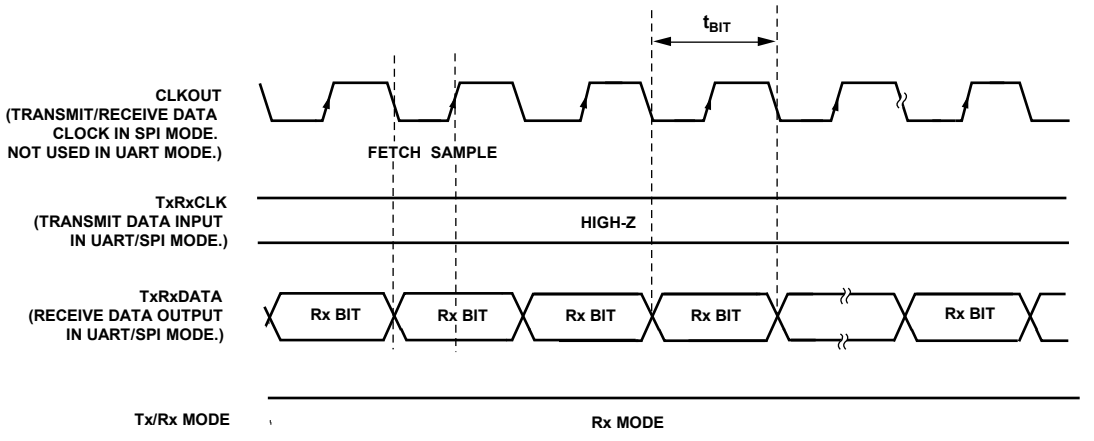 tBIT
CLKOUT
(TRANSMIT/RECEIVE DATA
CLOCK IN SPI MODE.
NOT USED IN UART MODE.)
FETCH SAMPLE
TxRxCLK
(TRANSMIT DATA INPUT
IN UART/SPI MODE.)
HIGH-Z
TxRxDATA
(RECEIVE DATA OUTPUT
IN UART/SPI MODE.)
Rx BIT Rx BIT Rx BIT Rx BIT Rx BIT
Tx/Rx MODE
Rx MODE